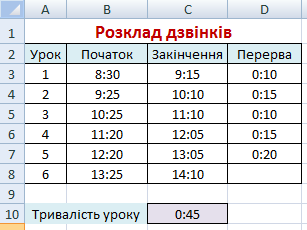 A B C D
1 Розклад дзвінків
2 Урок Початок Закінчення Перерва
3 1 8:30 9:15 0:10
4 2 9:25 10:10 0:15
5 3 10:25 11:10 0:10
6 4 11:20 12:05 0:15
7 5 12:20 13:05 0:20
8 6 13:25 14:10
9
10 Тривалість уроку 0:45